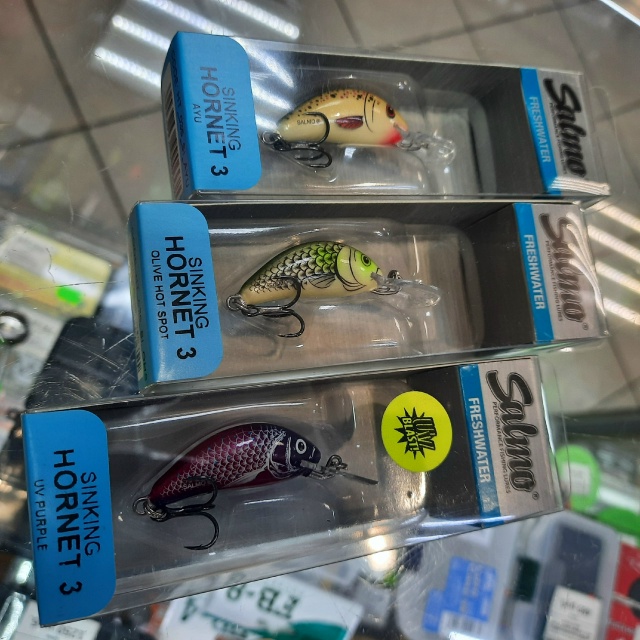 SINKING
HORNET 3
AYU
SALMO
FRESHWATER
Salmo
SINKING
HORNET 3
OLIVE HOT SPOT
FRESHWATER
Salmo
SINKING
HORNET 3
UV PURPLE
UV
BLAST
FRESHWATER
Salmo